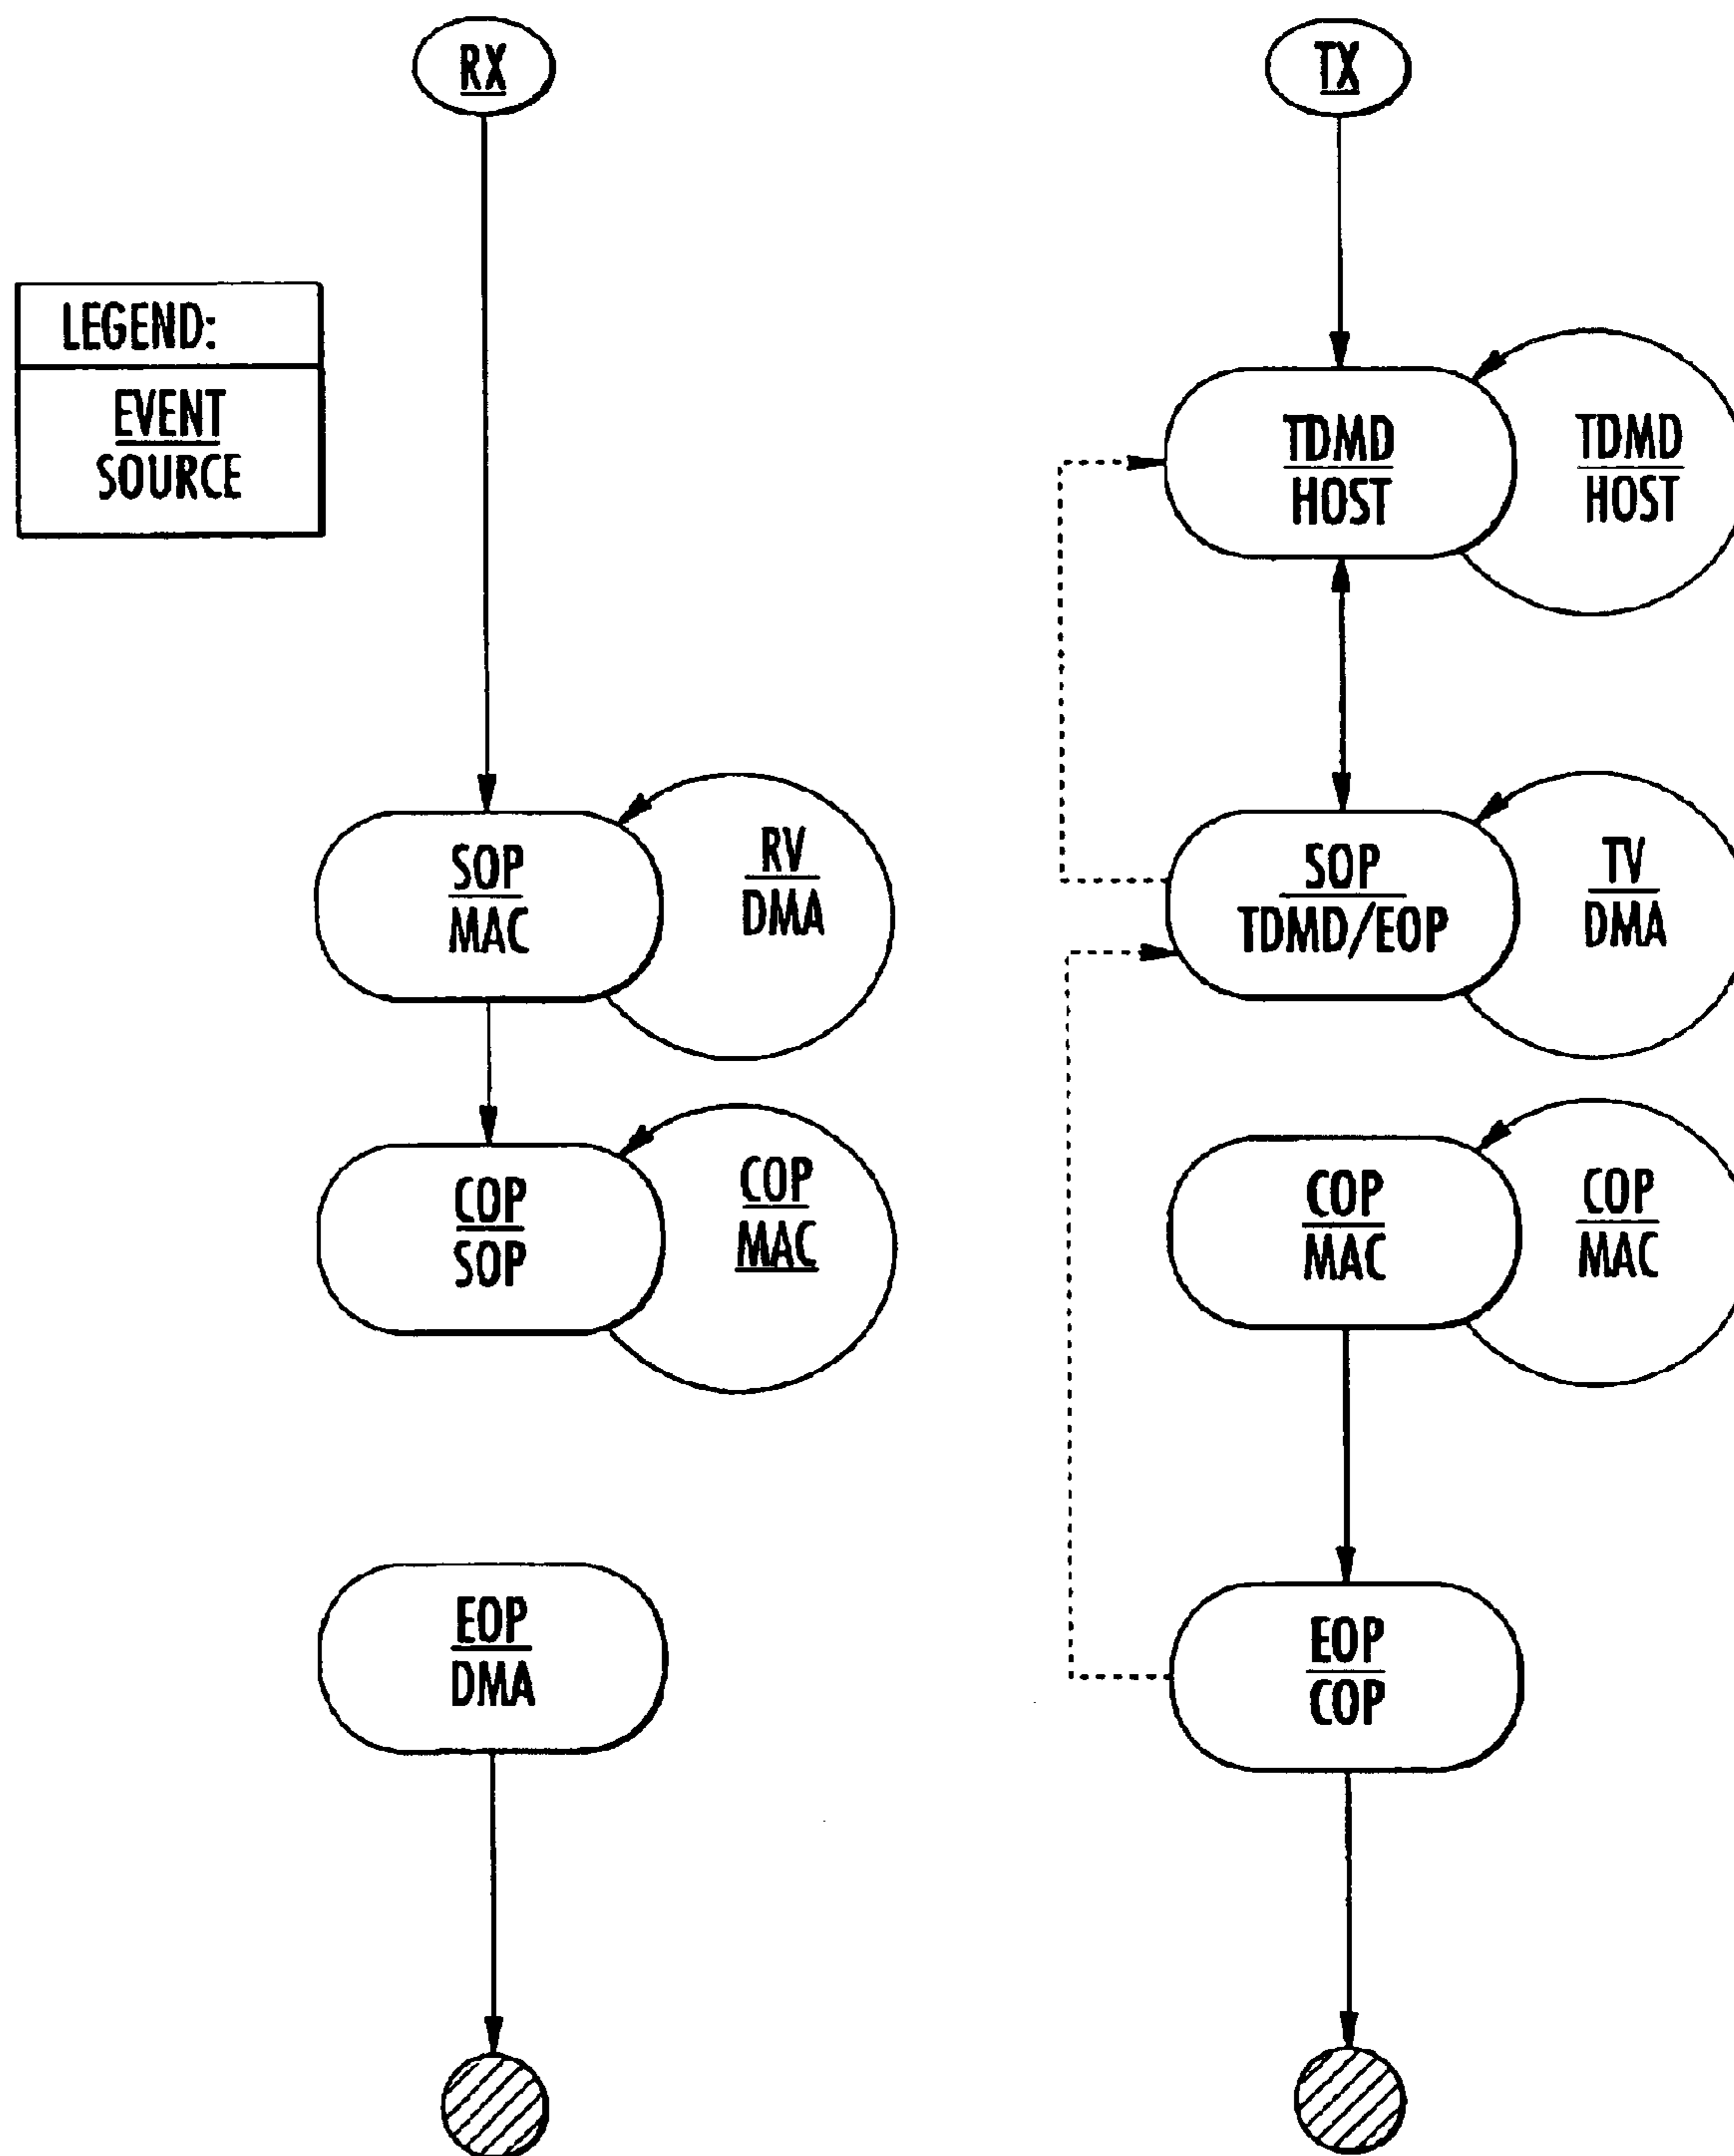 RX
TX
LEGEND:
EVENT
SOURCE
TDMD
HOST
TDMD
HOST
SOP
MAC
RV
DMA
SOP
TDMD/EOP
TV
DMA
COP
SOP
COP
MAC
COP
MAC
COP
MAC
EOP
DMA
EOP
COP